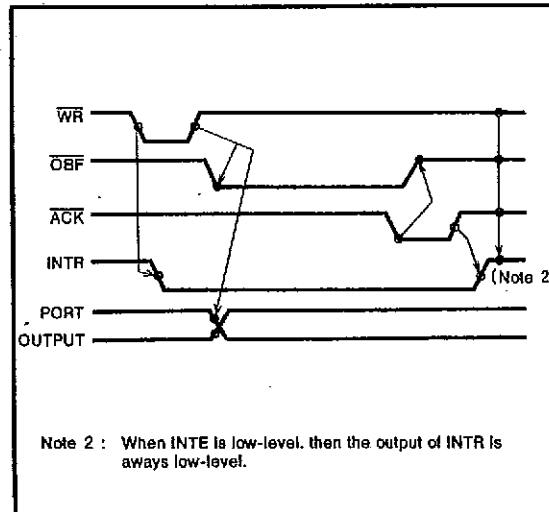 WR
OBF
ACK
INTR
(Note 2
PORT
OUTPUT
Note 2 : When INTE is low-level. then the output of INTR is
aways low-level.